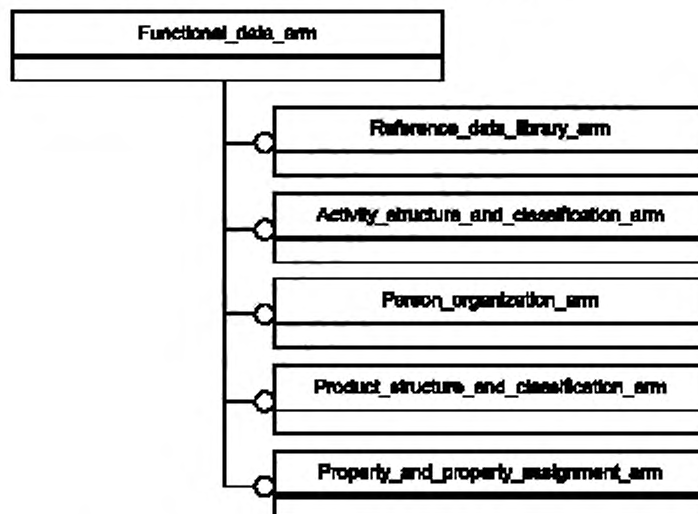 Functional_data_arm
Reference_data_library_arm
Activity_structure_and_classification_arm
Person_organization_arm
Product_structure_and_classification_arm
Property_and_property_assignment_arm